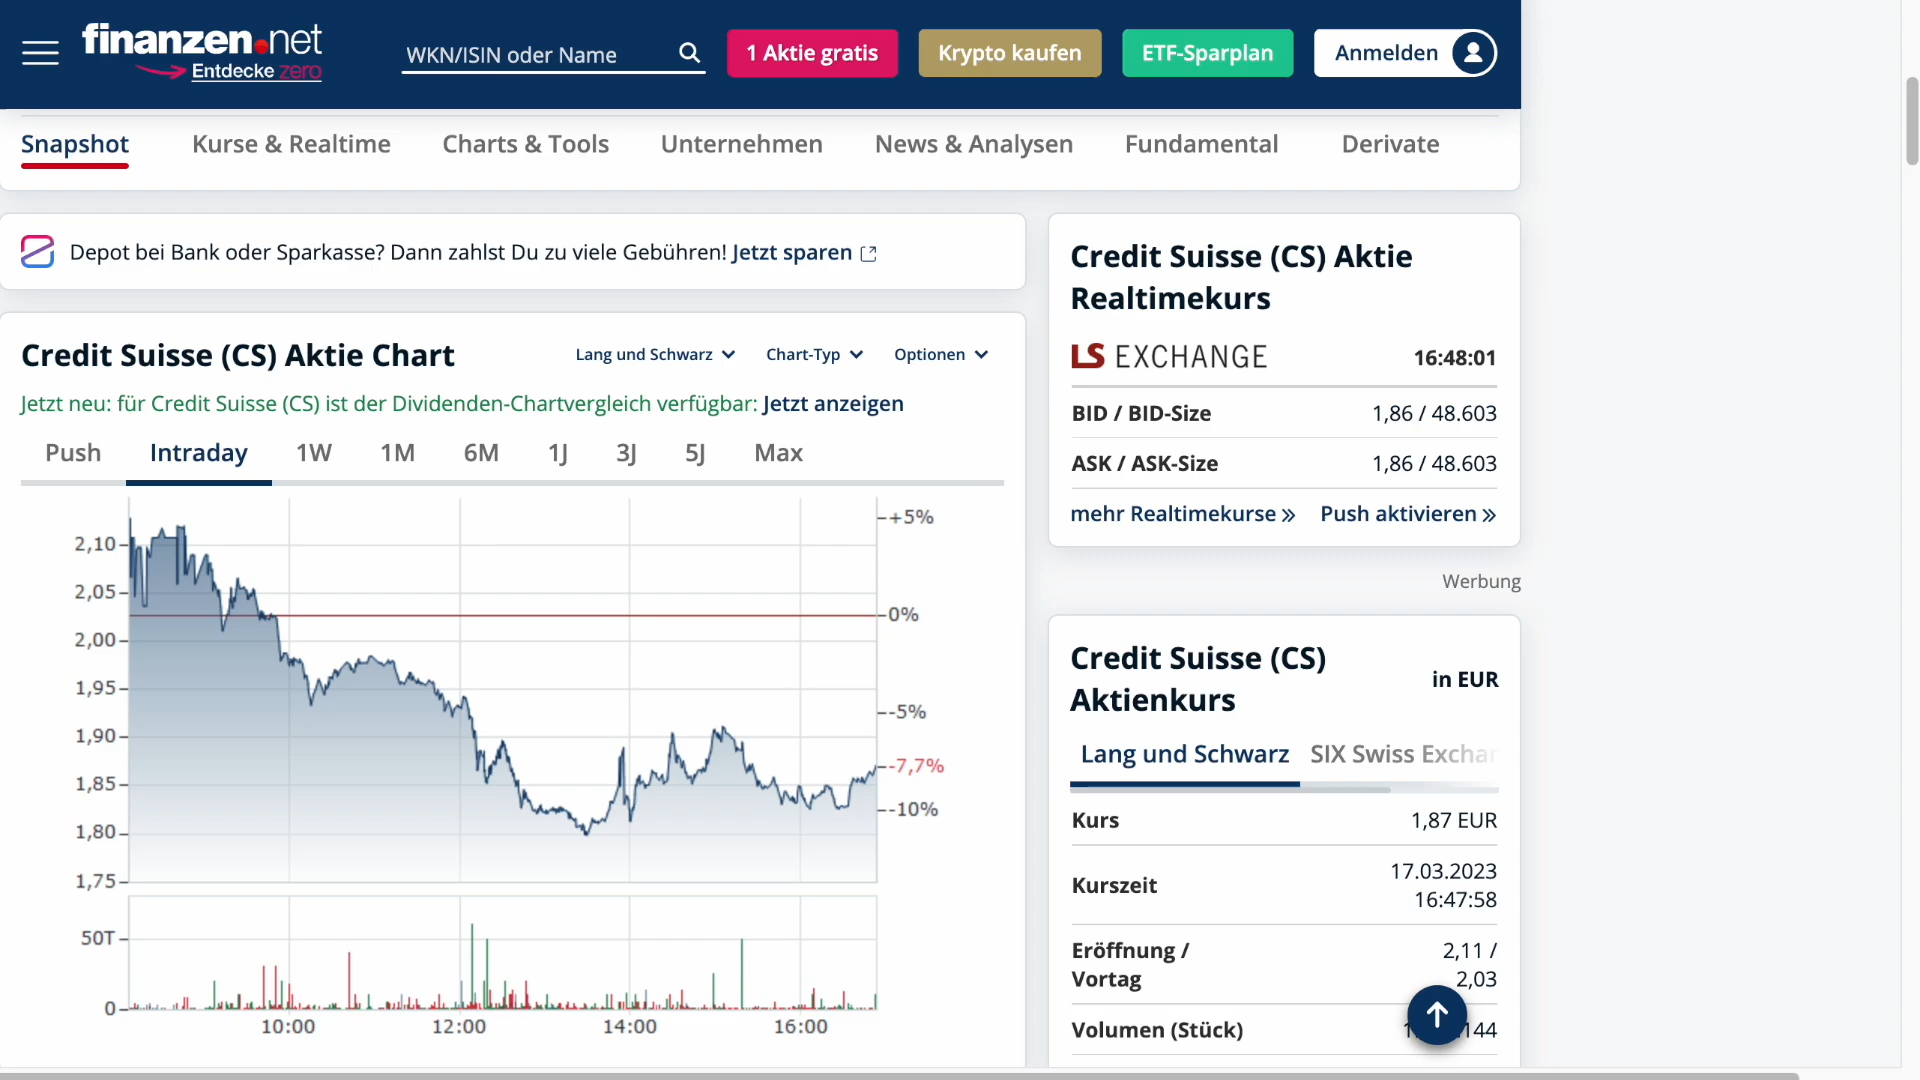 finanzen.net
Entdecke zero
WKN/ISIN oder Name
1 Aktie gratis
Krypto kaufen
ETF-Sparplan
Anmelden
Snapshot
Kurse & Realtime
Charts & Tools
Unternehmen
News & Analysen
Fundamental
Derivate
Depot bei Bank oder Sparkasse? Dann zahlst Du zu viele Gebühren! Jetzt sparen
Credit Suisse (CS) Aktie Chart
Lang und Schwarz
Chart-Typ
Optionen
Jetzt neu: für Credit Suisse (CS) ist der Dividenden-Chartvergleich verfügbar: Jetzt anzeigen
Push
Intraday
1W
1M
6M
1J
3J
5J
Max
2,10
2,05
2,00
1,95
1,90
1,85
1,80
1,75
+5%
0%
-5%
-7,7%
-10%
50T
0
10:00
12:00
14:00
16:00
Credit Suisse (CS) Aktie
Realtimekurs
LS EXCHANGE
16:48:01
BID / BID-Size
1,86 / 48.603
ASK / ASK-Size
1,86 / 48.603
mehr Realtimekurse »
Push aktivieren »
Werbung
Credit Suisse (CS)
Aktienkurs
in EUR
Lang und Schwarz
SIX Swiss Exchan
Kurs
1,87 EUR
Kurszeit
17.03.2023
16:47:58
Eröffnung /
Vortag
2,11 /
2,03
Volumen (Stück)
144